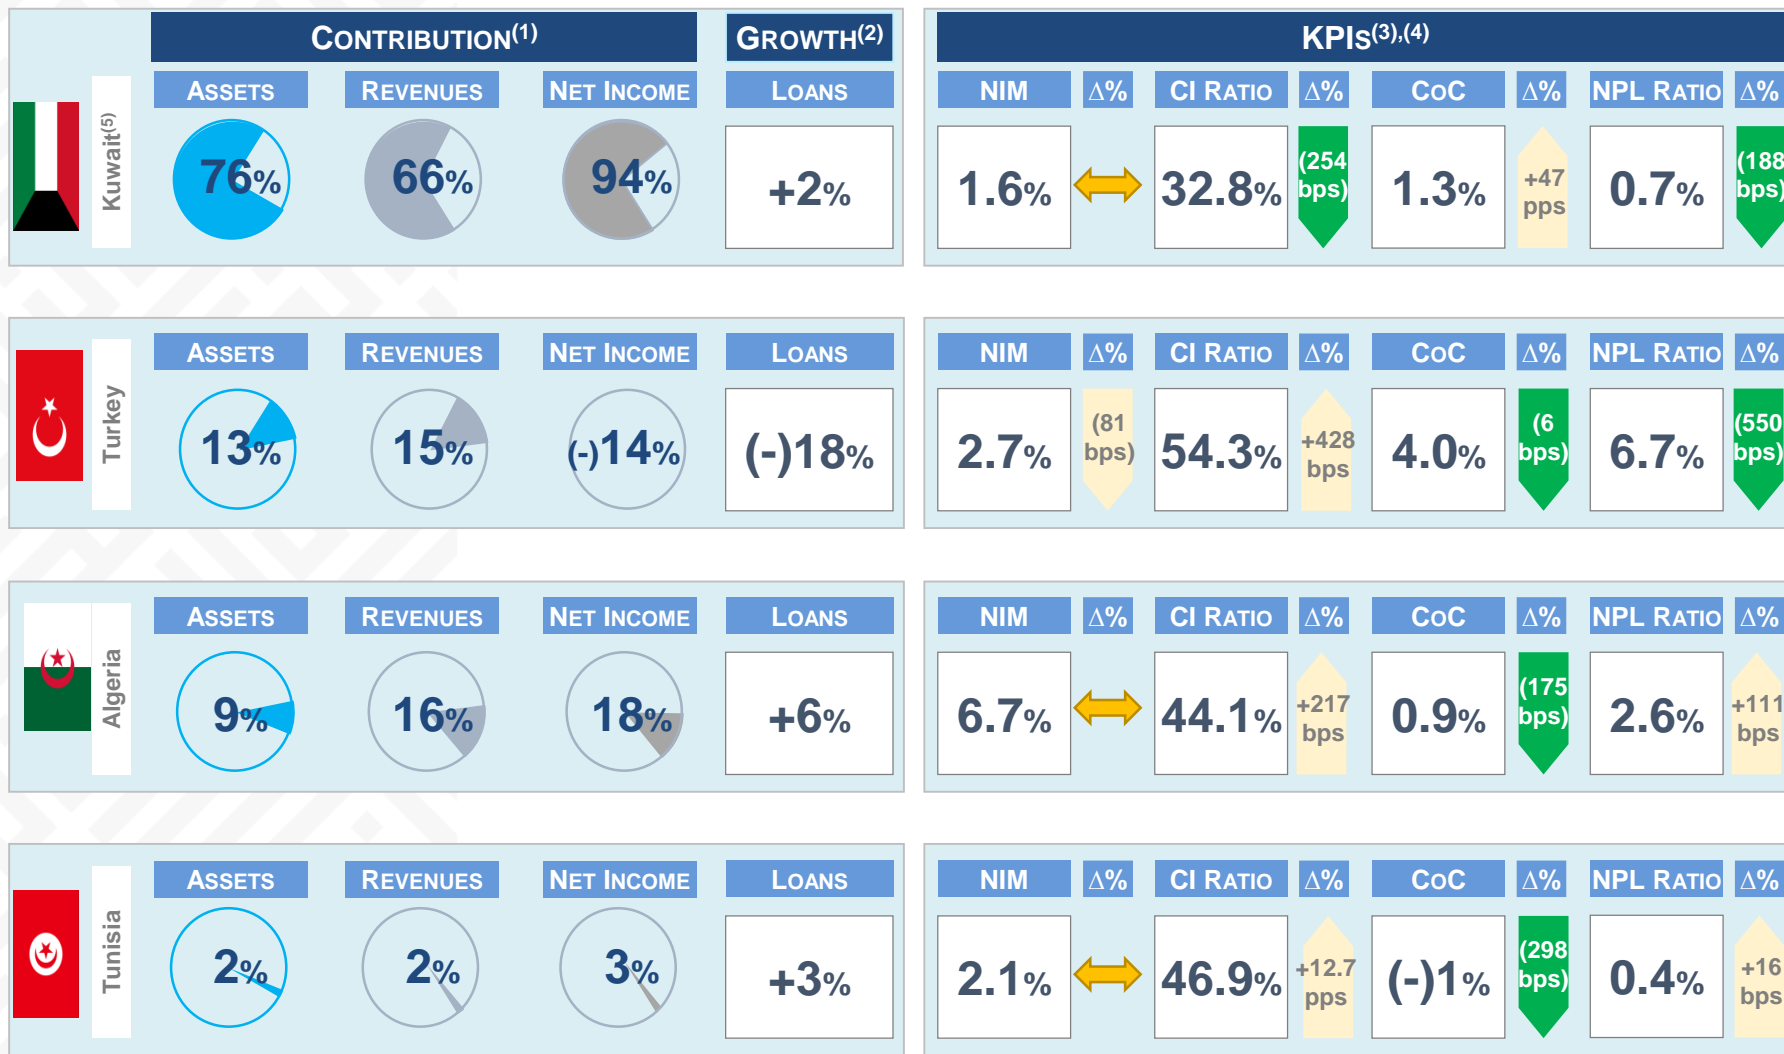 CONTRIBUTION(1) GROWTH(2) KPIS(3),(4)
ASSETS REVENUES NET INCOME LOANS NIM Δ% CI RATIO Δ% COC Δ% NPL RATIO Δ%
Kuwait(5)
76% 66% 94% +2% 1.6% 32.8% (254 bps) 1.3% +47 pps 0.7% (188 bps)
ASSETS REVENUES NET INCOME LOANS NIM Δ% CI RATIO Δ% COC Δ% NPL RATIO Δ%
Turkey
13% 15% (-)14% (-)18% 2.7% (81 bps) 54.3% +428 bps 4.0% (6 bps) 6.7% (550 bps)
ASSETS REVENUES NET INCOME LOANS NIM Δ% CI RATIO Δ% COC Δ% NPL RATIO Δ%
Algeria
9% 16% 18% +6% 6.7% 44.1% +217 bps 0.9% (175 bps) 2.6% +111 bps
ASSETS REVENUES NET INCOME LOANS NIM Δ% CI RATIO Δ% COC Δ% NPL RATIO Δ%
Tunisia
2% 2% 3% +3% 2.1% 46.9% +12.7 pps (-)1% (298 bps) 0.4% +16 bps